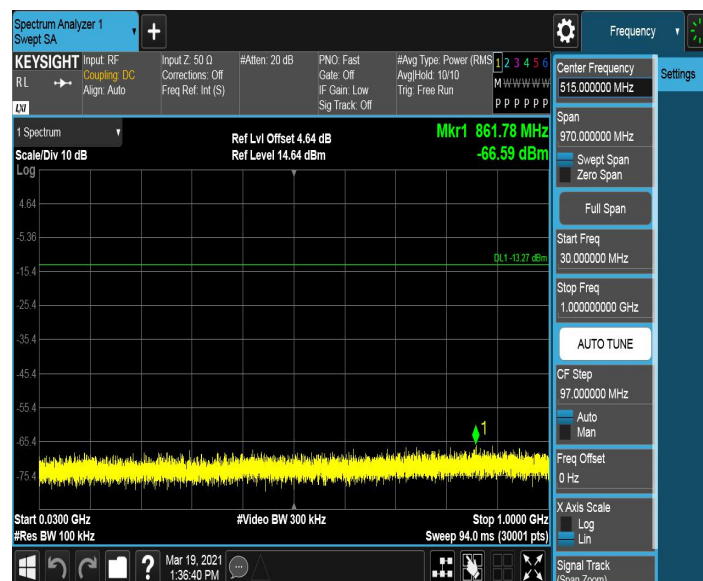 Spectrum Analyzer 1
Swept SA
Frequency
KEYSIGHT
RL
LXI
Input: RF
Coupling: DC
Align: Auto
Input Z: 50 Ω
Corrections: Off
Freq Ref: Int (S)
#Atten: 20 dB
PNO: Fast
Gate: Off
IF Gain: Low
Sig Track: Off
#Avg Type: Power (RMS
Avg|Hold: 10/10
Trig: Free Run
1 2 3 4 5 6
M W W W W W
P P P P P P
Settings
1 Spectrum
Scale/Div 10 dB
Ref Lvl Offset 4.64 dB
Ref Level 14.64 dBm
Mkr1 861.78 MHz
-66.59 dBm
Log
4.64
-5.36
-15.4
-25.4
-35.4
-45.4
-55.4
-65.4
-75.4
DL1 -13.27 dBm
1
Start 0.0300 GHz
#Res BW 100 kHz
#Video BW 300 kHz
Stop 1.0000 GHz
Sweep 94.0 ms (30001 pts)
Center Frequency
515.000000 MHz
Span
970.000000 MHz
Swept Span
Zero Span
Full Span
Start Freq
30.000000 MHz
Stop Freq
1.000000000 GHz
AUTO TUNE
CF Step
97.000000 MHz
Auto
Man
Freq Offset
0 Hz
X Axis Scale
Log
Lin
Signal Track
(Span Zoom)
?
Mar 19, 2021
1:36:40 PM